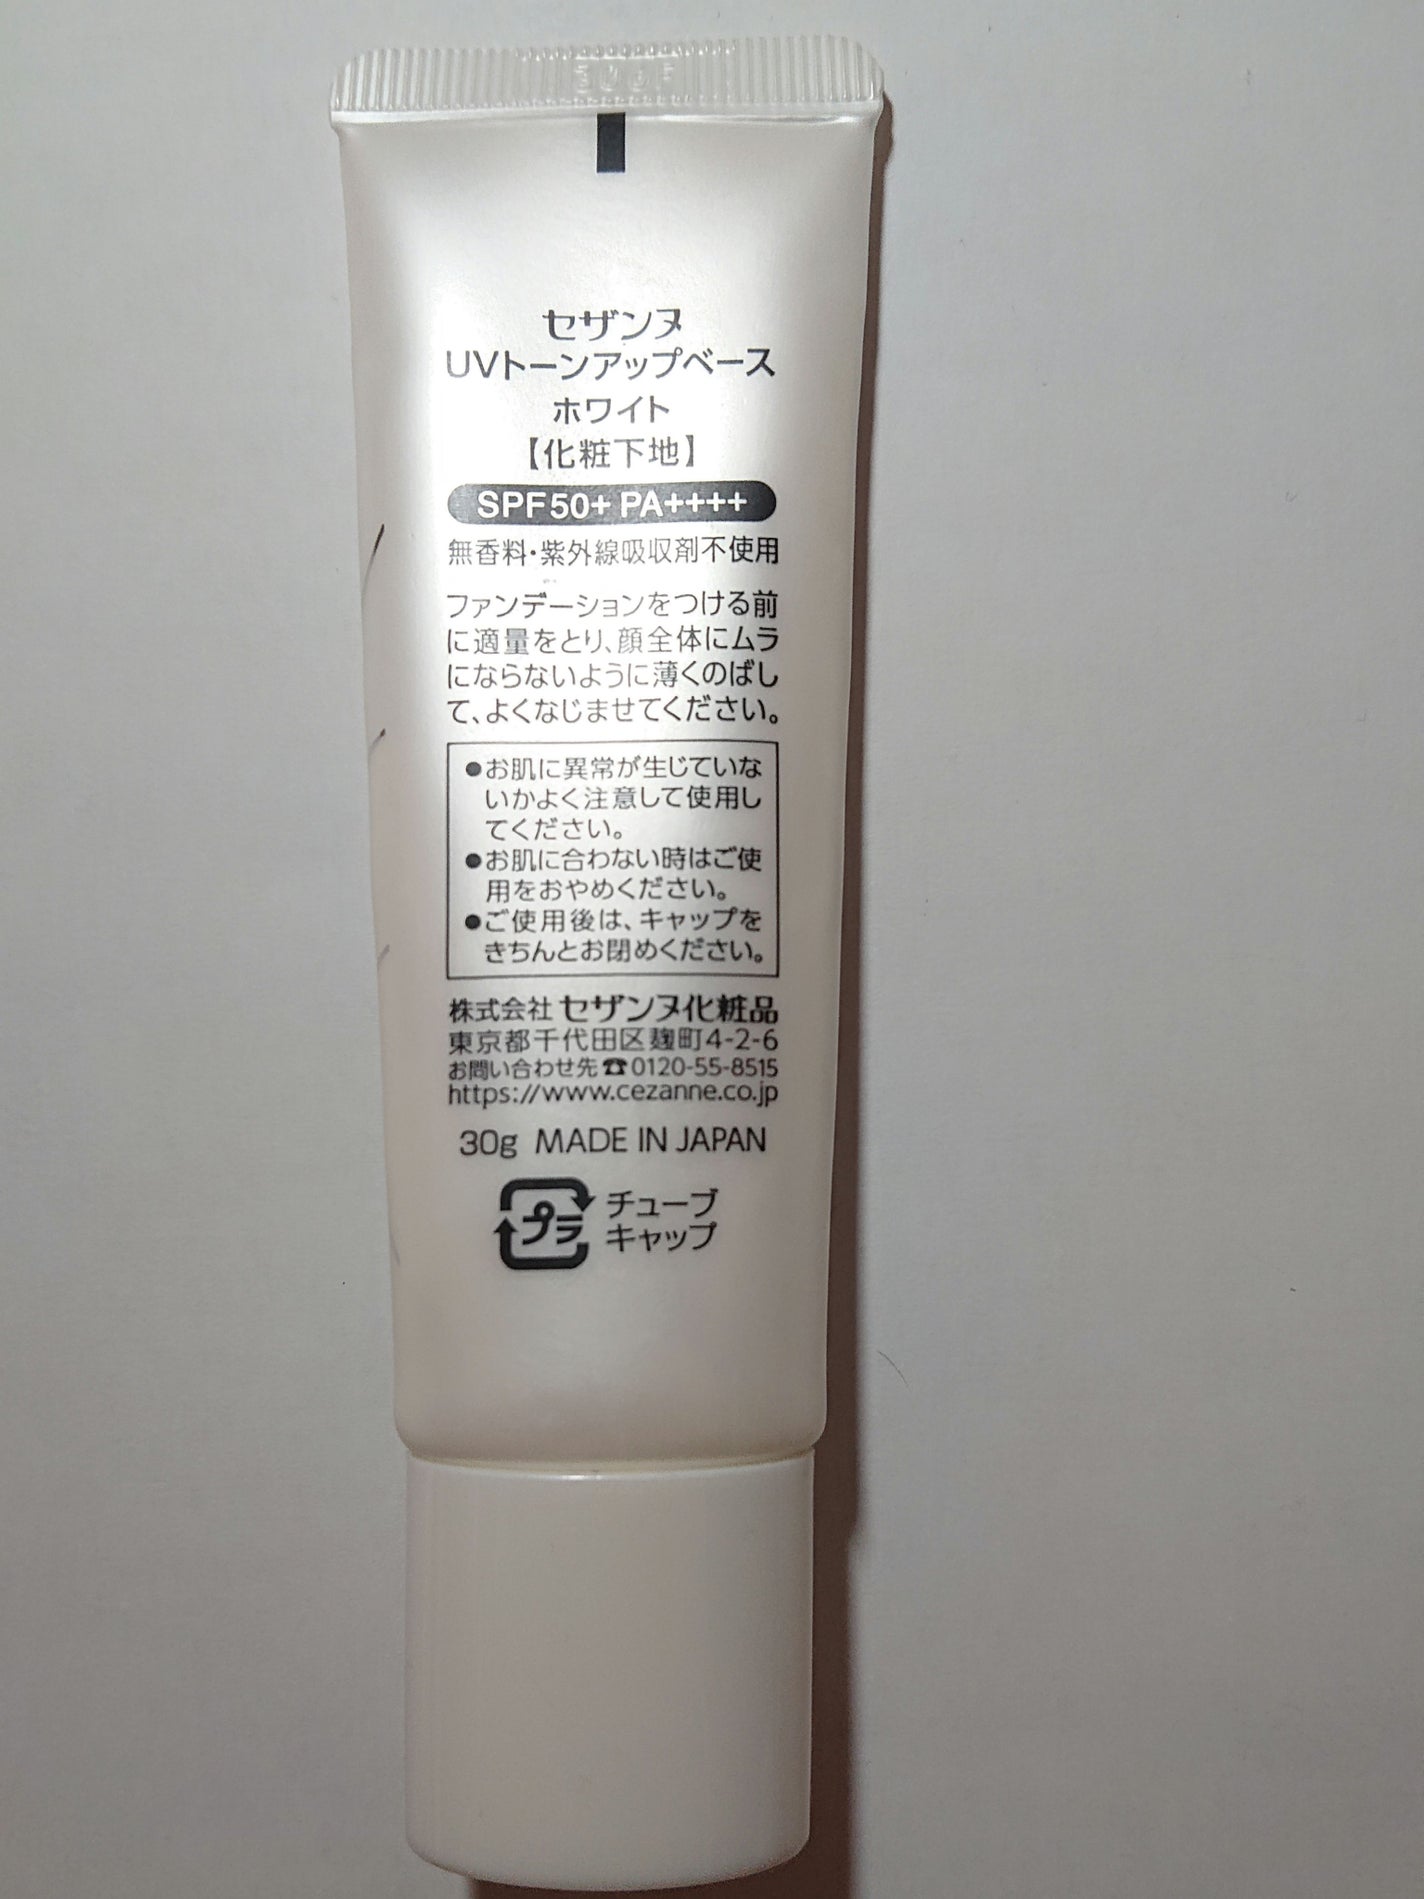 セザンヌ
UVトーンアップベース
ホワイト
【化粧下地】
SPF50+ PA++++
無香料・紫外線吸収剤不使用
ファンデーションをつける前
に適量をとり、顔全体にムラ
にならないように薄くのばし
て、よくなじませてください。
●お肌に異常が生じていな
いかよく注意して使用し
てください。
●お肌に合わない時はご使
用をおやめください。
●ご使用後は、キャップを
きちんとお閉めください。
株式会社 セザンヌ化粧品
東京都千代田区麹町4-2-6
お問い合わせ先☎0120-55-8515
https://www.cezanne.co.jp
30g MADE IN JAPAN
プラ チューブ
キャップ